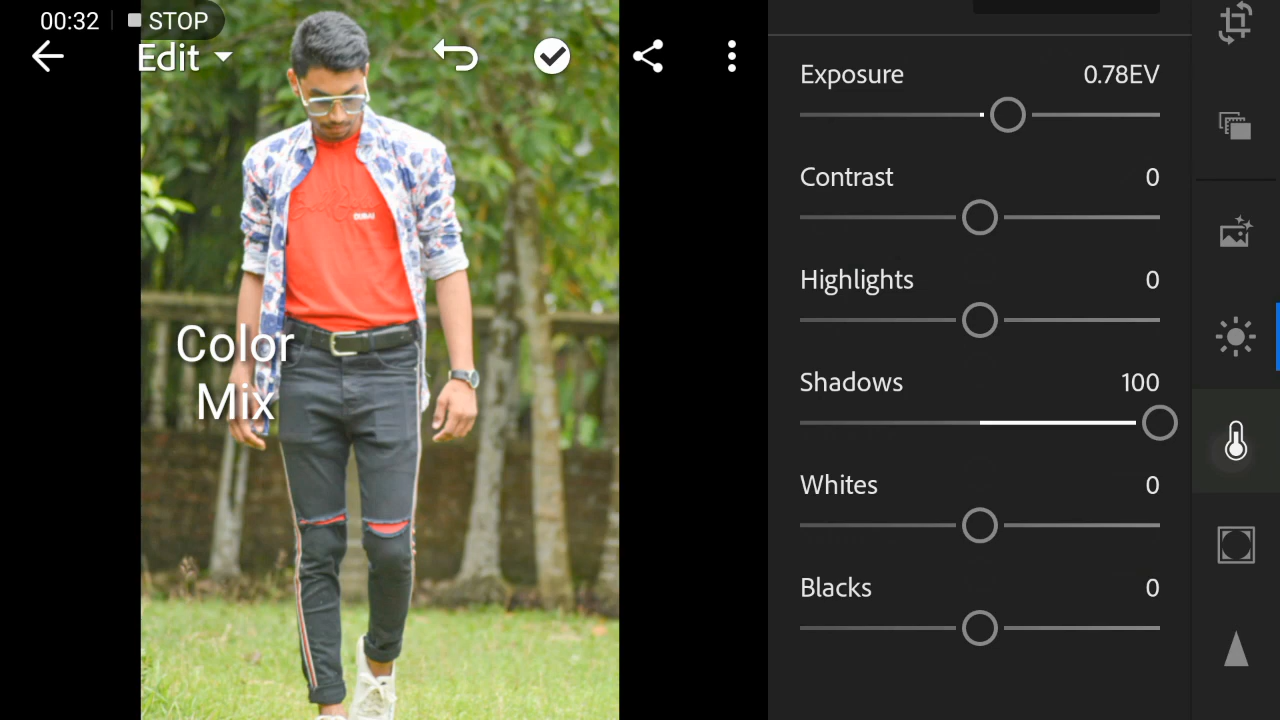 00:32 STOP
Edit
Color
Mix
DUBAI
Exposure 0.78EV
Contrast 0
Highlights 0
Shadows 100
Whites 0
Blacks 0